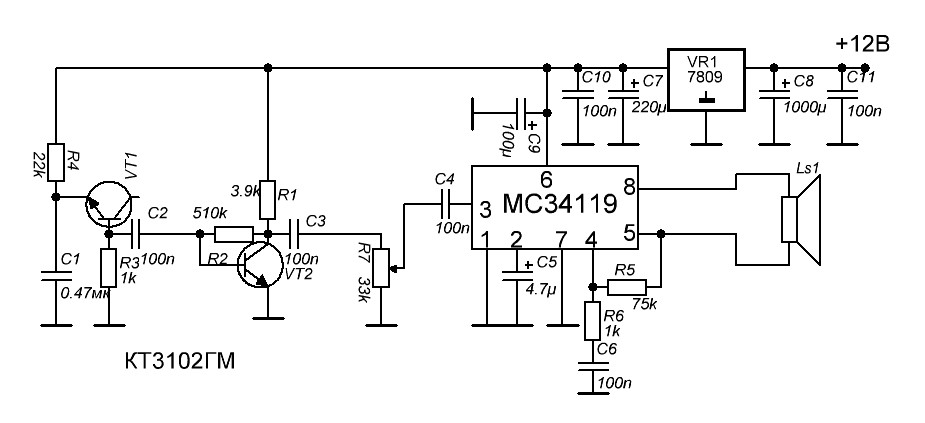 +12В
VR1
7809
C10
100n
C7
+
220µ
C8
+
1000µ
C11
100n
C9
+
100µ
R4
22k
VT1
C2
100n
510k
R2
3.9k
R1
C3
100n
VT2
C4
100n
R7
33k
6
MC34119
3
8
5
1
2
7
4
Ls1
C1
0.47мк
R3
1k
C5
+
4.7µ
R5
75k
R6
1k
C6
100n
КТ3102ГМ